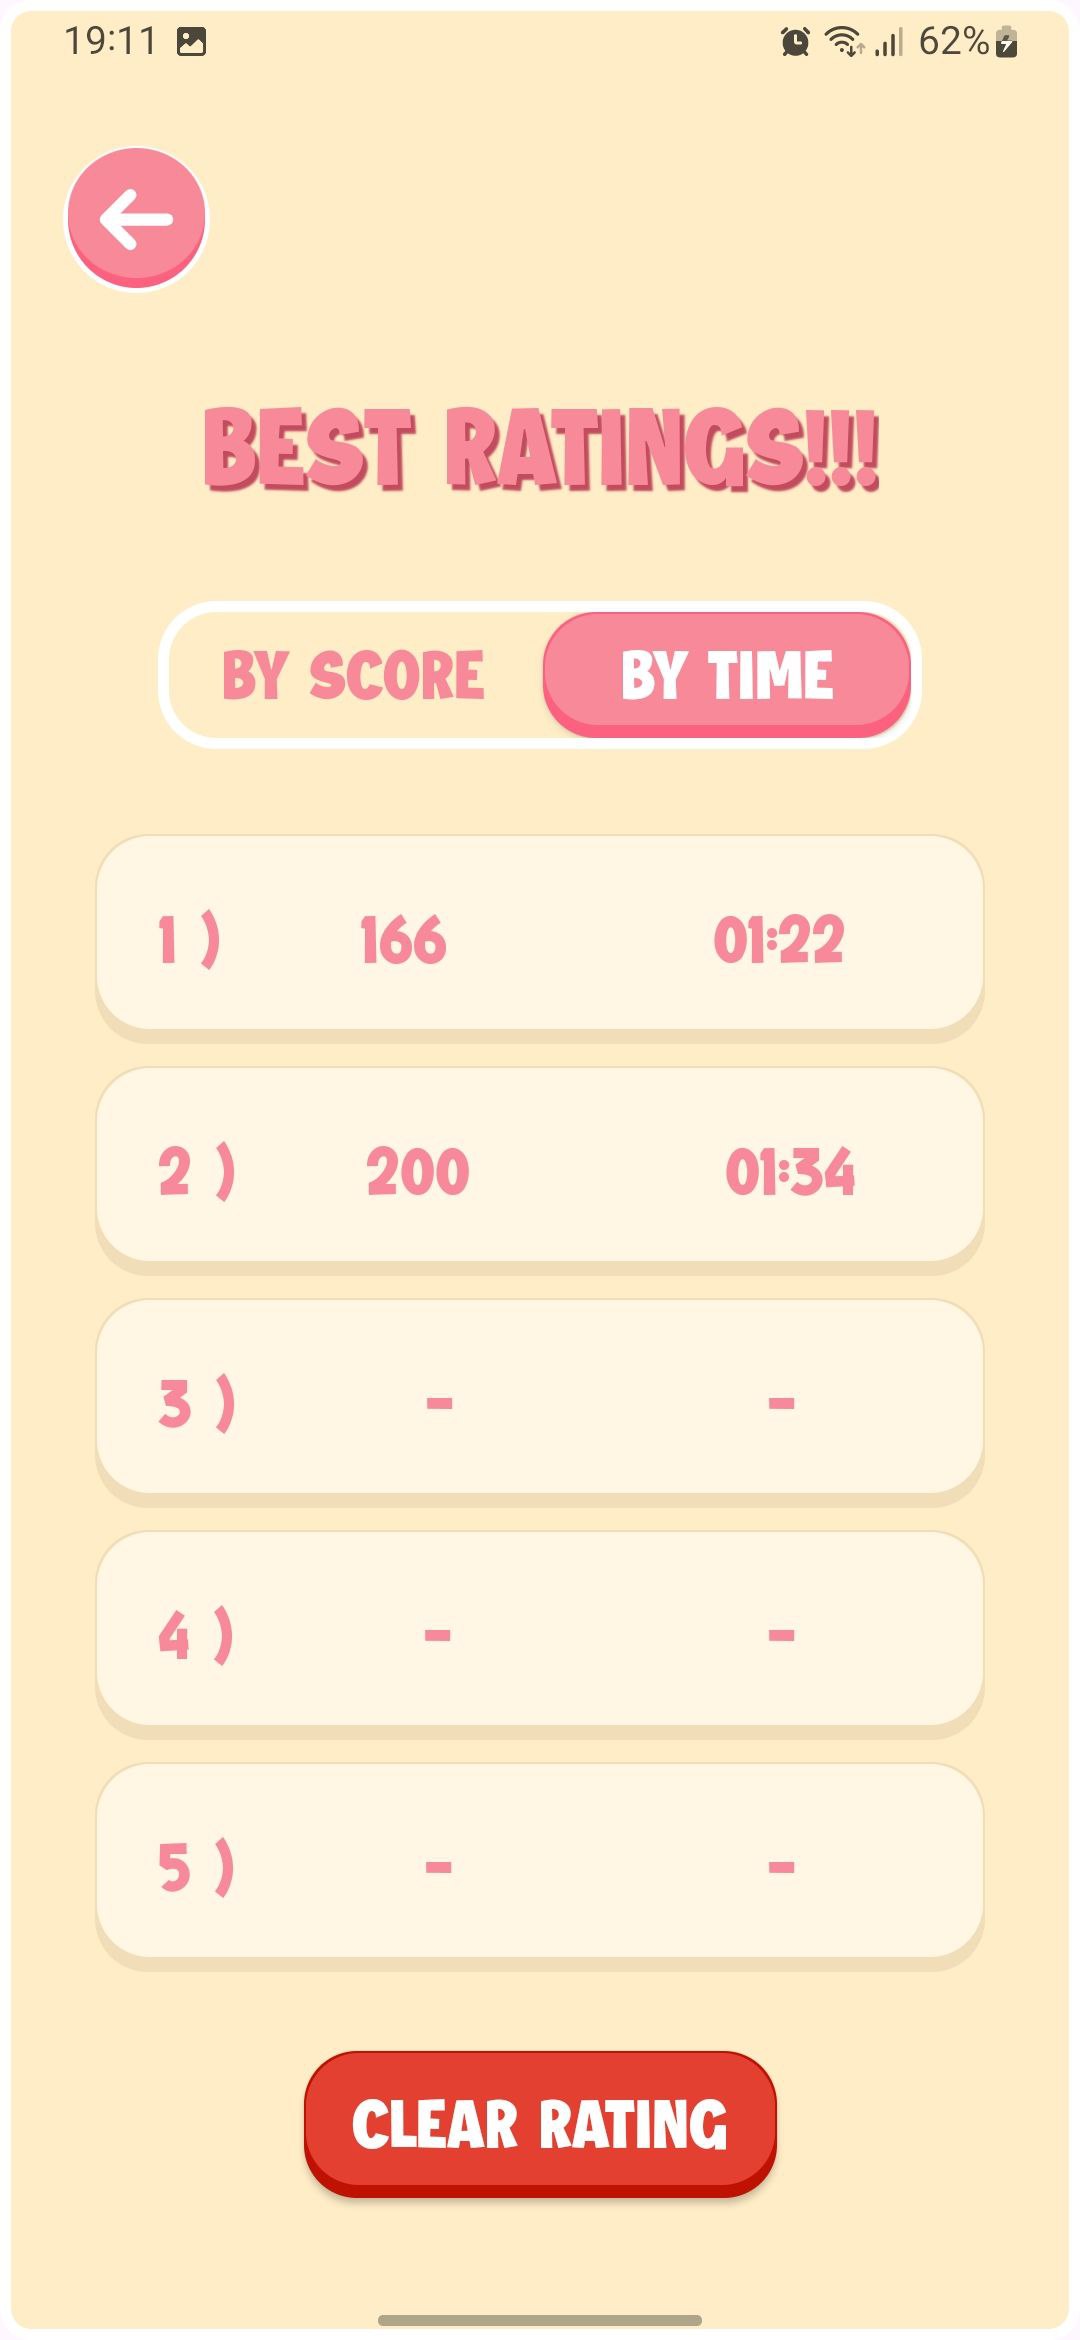 19:11 62%
BEST RATINGS!!!
BY SCORE BY TIME
1 ) 166 01:22
2 ) 200 01:34
3 ) - -
4 ) - -
5 ) - -
CLEAR RATING